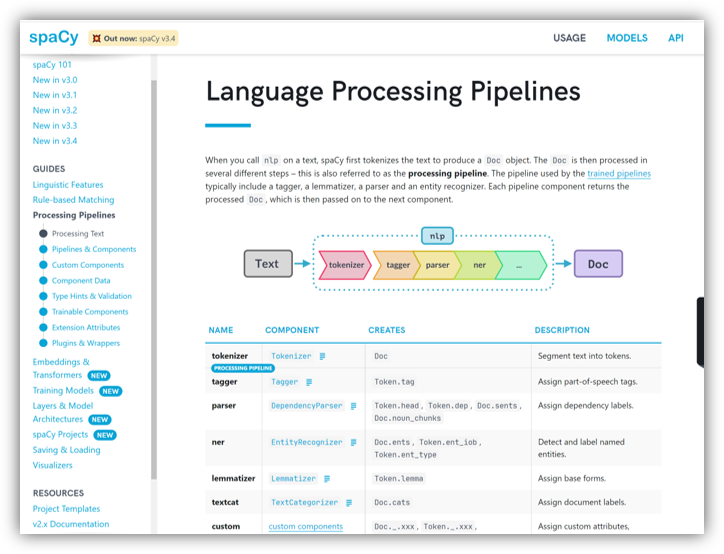 spaCy
Out now: spaCy v3.4
USAGE MODELS API
spaCy 101
New in v3.0
New in v3.1
New in v3.2
New in v3.3
New in v3.4
GUIDES
Linguistic Features
Rule-based Matching
Processing Pipelines
Processing Text
Pipelines & Components
Custom Components
Component Data
Type Hints & Validation
Trainable Components
Extension Attributes
Plugins & Wrappers
Embeddings &
Transformers NEW
Training Models NEW
Layers & Model
Architectures NEW
spaCy Projects NEW
Saving & Loading
Visualizers
RESOURCES
Project Templates
v2.x Documentation
Language Processing Pipelines
When you call nlp on a text, spaCy first tokenizes the text to produce a Doc object. The Doc is then processed in
several different steps – this is also referred to as the processing pipeline. The pipeline used by the trained pipelines
typically include a tagger, a lemmatizer, a parser and an entity recognizer. Each pipeline component returns the
processed Doc, which is then passed on to the next component.
nlp
Text tokenizer tagger parser ner … Doc
NAME COMPONENT CREATES DESCRIPTION
tokenizer Tokenizer Doc Segment text into tokens.
PROCESSING PIPELINE
tagger Tagger Token.tag Assign part-of-speech tags.
parser DependencyParser Token.head, Token.dep, Doc.sents, Assign dependency labels.
Doc.noun_chunks
ner EntityRecognizer Doc.ents, Token.ent_iob, Detect and label named
Token.ent_type entities.
lemmatizer Lemmatizer Token.lemma Assign base forms.
textcat TextCategorizer Doc.cats Assign document labels.
custom custom components Doc._.xxx, Token._.xxx, Assign custom attributes,